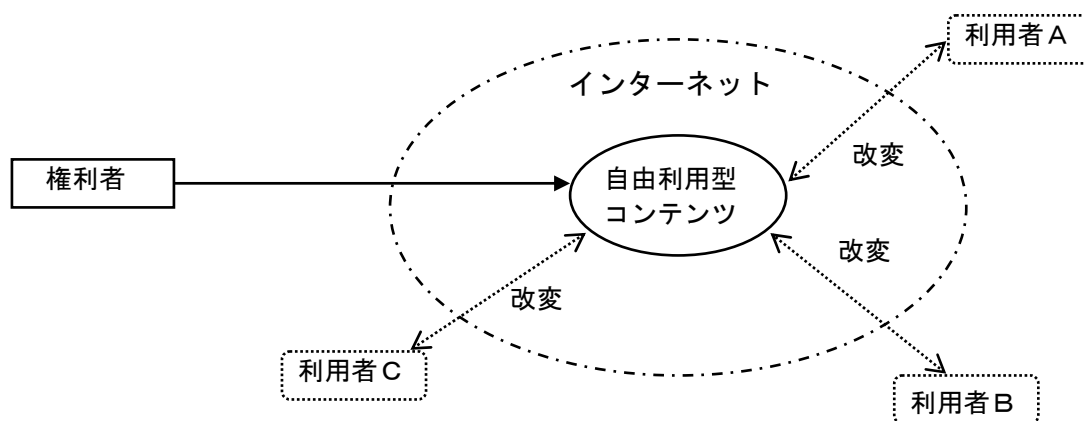 利用者A
インターネット
改変
権利者
自由利用型
コンテンツ
改変
改変
利用者C
利用者B